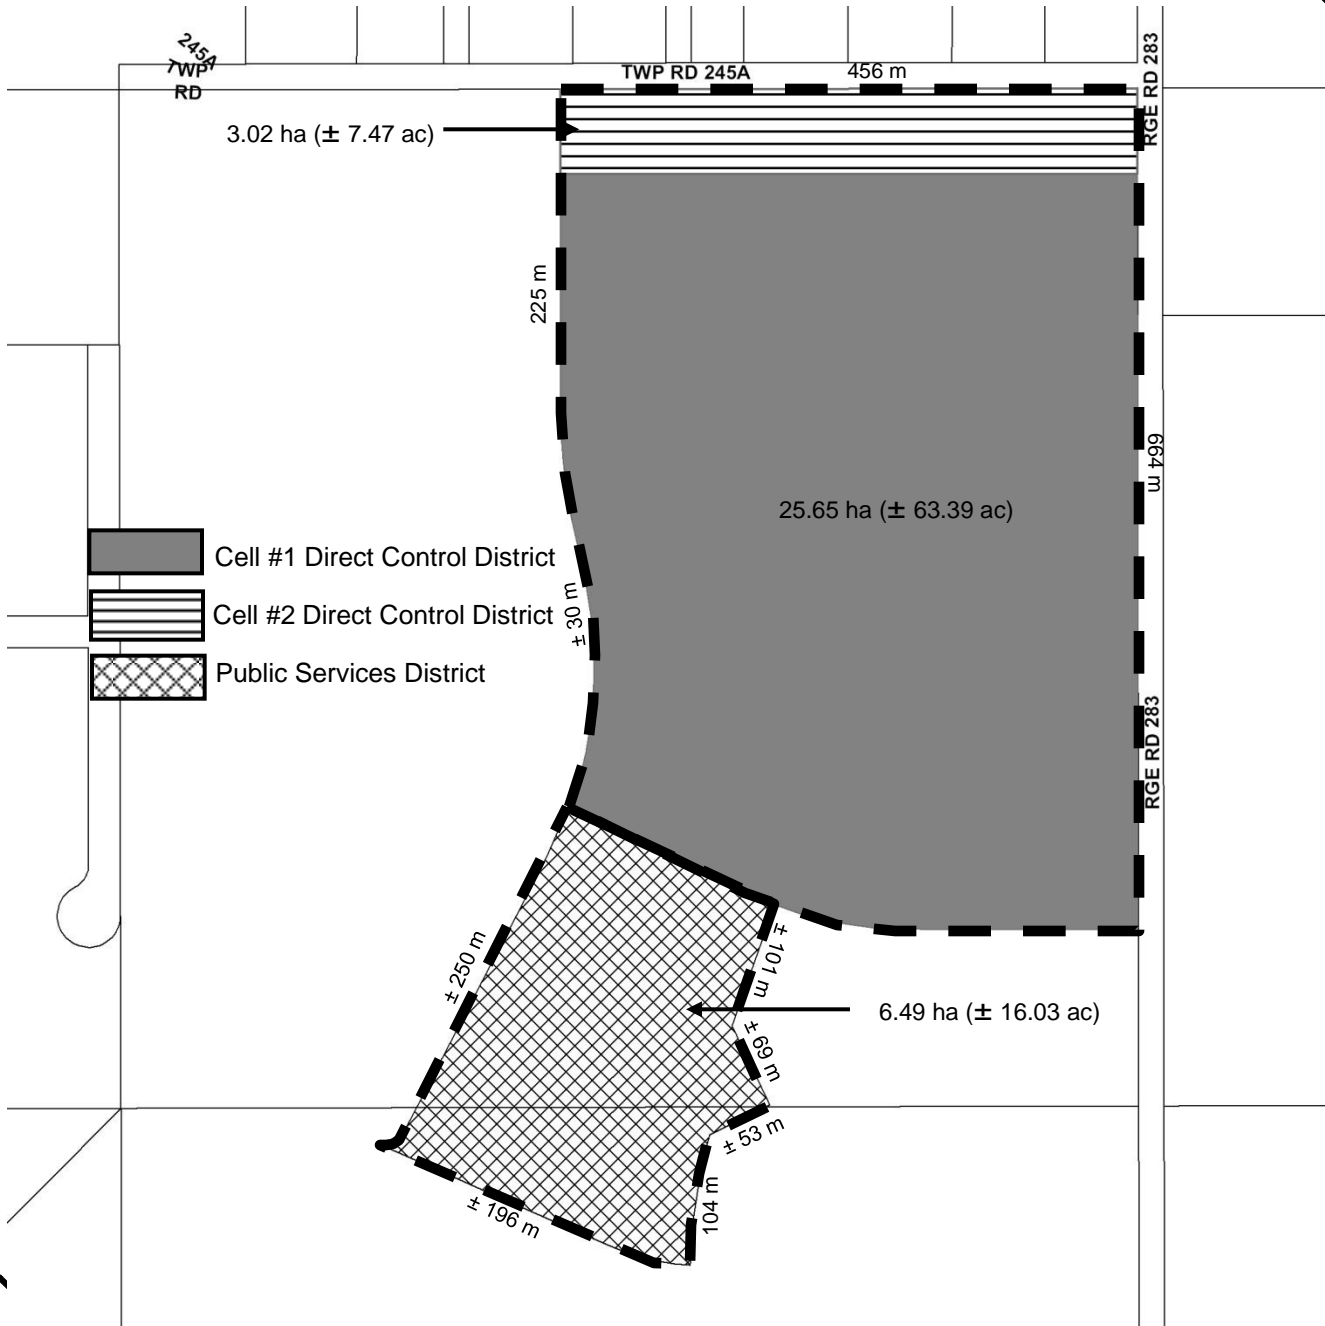 245A
TWP
RD
TWP RD 245A
456 m
RGE RD 283
3.02 ha (± 7.47 ac)
225 m
664 m
25.65 ha (± 63.39 ac)
Cell #1 Direct Control District
± 30 m
Cell #2 Direct Control District
Public Services District
RGE RD 283
± 250 m
± 101 m
6.49 ha (± 16.03 ac)
± 69 m
± 53 m
± 196 m
104 m